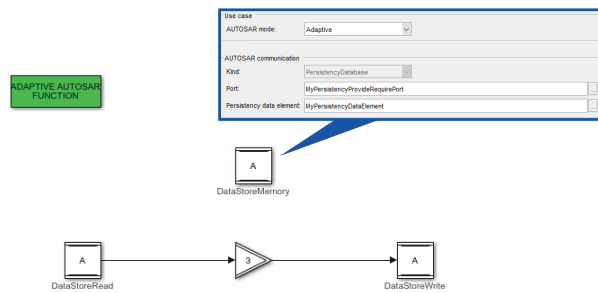 Use case
AUTOSAR mode: Adaptive
AUTOSAR communication
Kind: PersistencyDatabase
Port: MyPersistencyProvideRequirePort ...
Persistency data element: MyPersistencyDataElement ...
ADAPTIVE AUTOSAR
FUNCTION
A
DataStoreMemory
A 3 A
DataStoreRead DataStoreWrite